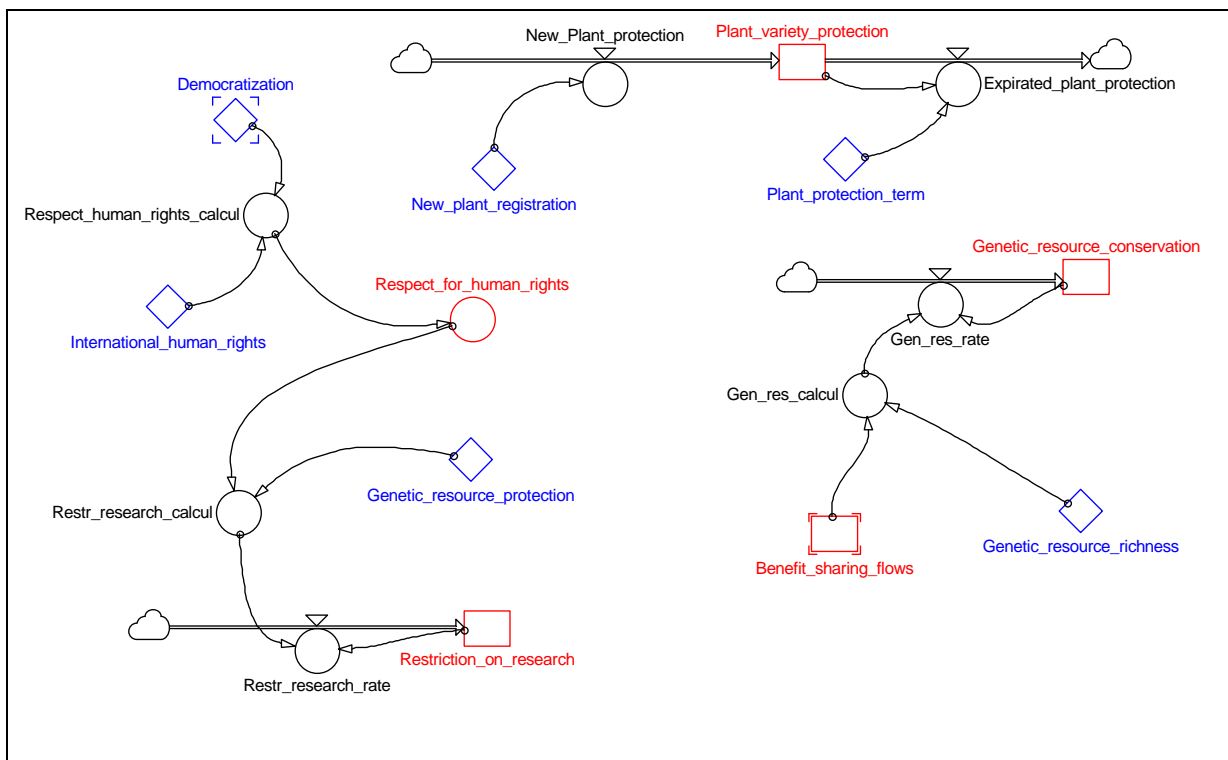 New_Plant_protection
Plant_variety_protection
Democratization
Expirated_plant_protection
New_plant_registration
Plant_protection_term
Respect_human_rights_calcul
Genetic_resource_conservation
Respect_for_human_rights
International_human_rights
Gen_res_rate
Gen_res_calcul
Genetic_resource_protection
Restr_research_calcul
Genetic_resource_richness
Benefit_sharing_flows
Restriction_on_research
Restr_research_rate